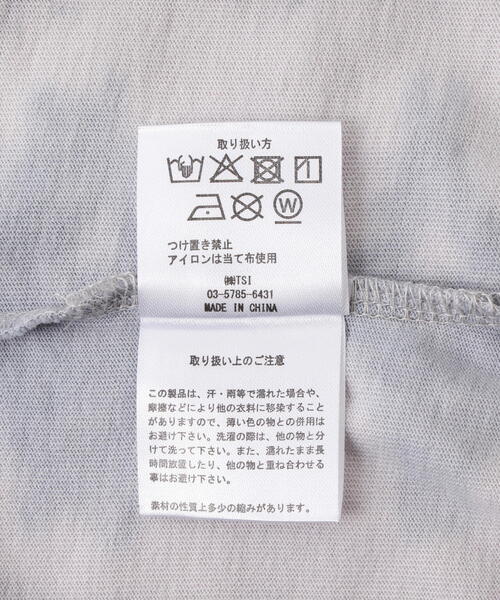 取り扱い方
W
つけ置き禁止
アイロンは当て布使用
㈱TSI
03-5785-6431
MADE IN CHINA
取り扱い上のご注意
この製品は、汗・雨等で濡れた場合や、
摩擦などにより他の衣料に移染すること
がありますので、薄い色の物との併用は
お避け下さい。洗濯の際は、他の物と分
けて洗って下さい。また、濡れたまま長
時間放置したり、他の物と重ね合わせる
事はお避け下さい。
素材の性質上多少の縮みがあります。